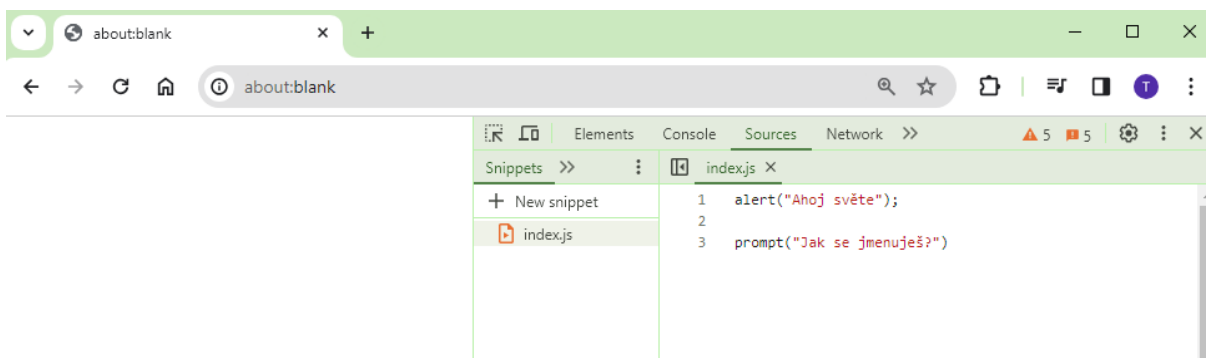 about:blank
about:blank
T
Elements Console Sources Network 5 5
Snippets index.js
New snippet
index.js
1 alert("Ahoj světe");
2
3 prompt("Jak se jmenuješ?")